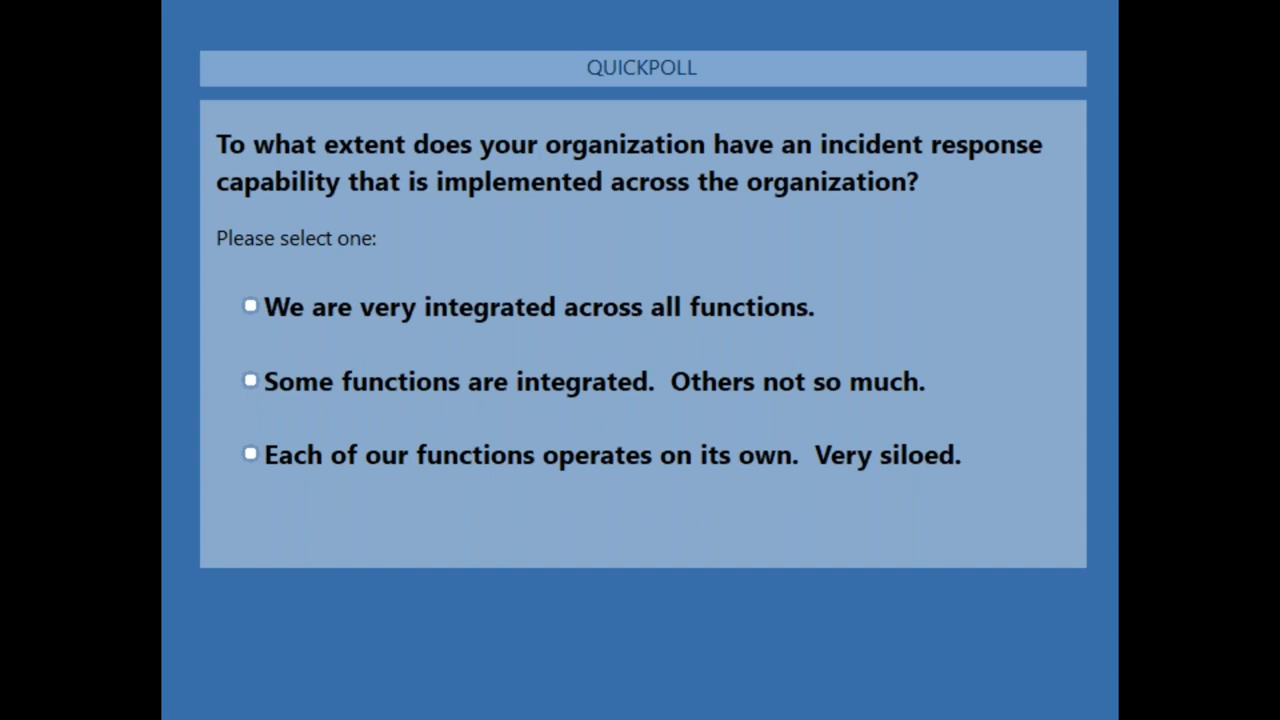 QUICKPOLL
To what extent does your organization have an incident response
capability that is implemented across the organization?
Please select one:
We are very integrated across all functions.
Some functions are integrated.  Others not so much.
Each of our functions operates on its own.  Very siloed.